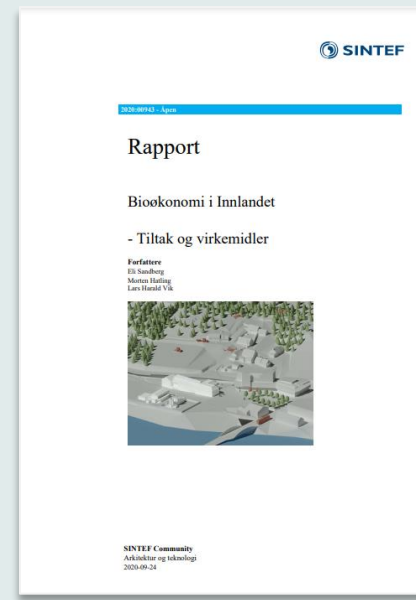 SINTEF
2020:00943 - Åpen
Rapport
Bioøkonomi i Innlandet
- Tiltak og virkemidler
Forfattere
Eli Sandberg
Morten Hatling
Lars Harald Vik
SINTEF Community
Arkitektur og teknologi
2020-09-24